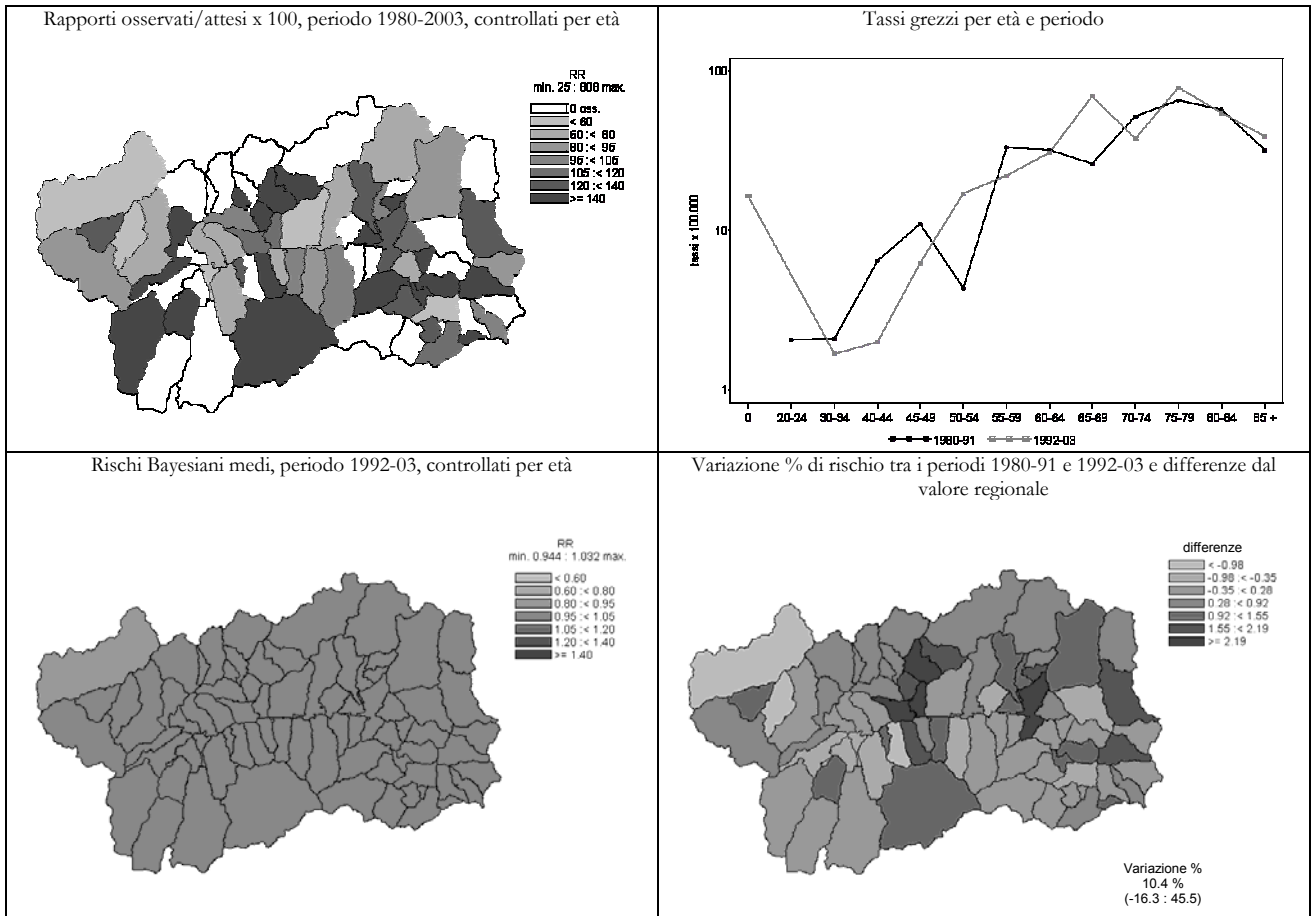 Rapporti osservati/attesi x 100, periodo 1980-2003, controllati per età
RR
min. 25 : 808 max.
0 oss.
< 60
60 :< 80
80 :< 95
95 :< 105
105 :< 120
120 :< 140
>= 140
Tassi grezzi per età e periodo
100
10
1
tassi x 100.000
0 20-24 30-34 40-44 45-49 50-54 55-59 60-64 65-69 70-74 75-79 80-84 85 +
1980-91 1992-03
Rischi Bayesiani medi, periodo 1992-03, controllati per età
RR
min. 0.944 : 1.032 max.
< 0.60
0.60 :< 0.80
0.80 :< 0.95
0.95 :< 1.05
1.05 :< 1.20
1.20 :< 1.40
>= 1.40
Variazione % di rischio tra i periodi 1980-91 e 1992-03 e differenze dal
valore regionale
differenze
< -0.98
-0.98 :< -0.35
-0.35 :< 0.28
0.28 :< 0.92
0.92 :< 1.55
1.55 :< 2.19
>= 2.19
Variazione %
10.4 %
(-16.3 : 45.5)